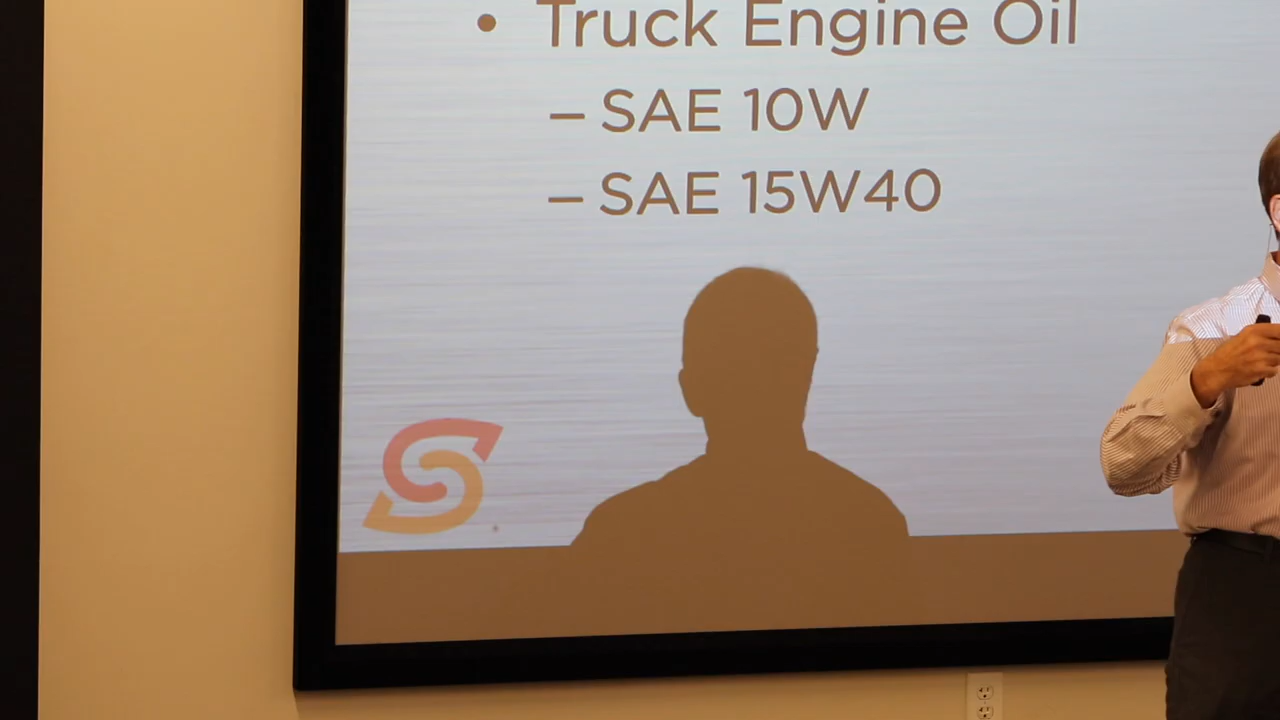 • Truck Engine Oil
– SAE 10W
– SAE 15W40